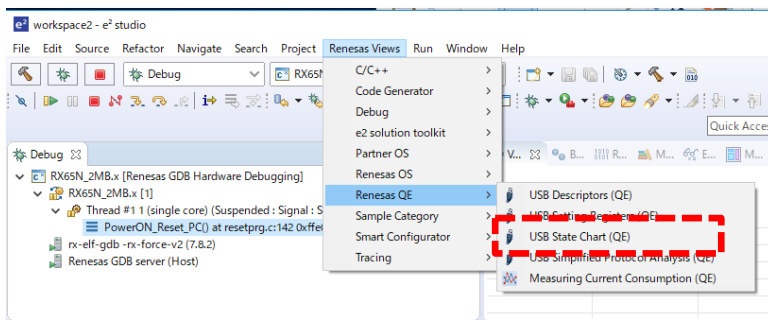 e² workspace2 - e² studio
File Edit Source Refactor Navigate Search Project Renesas Views Run Window Help
Debug
RX65N
C/C++
Code Generator
Debug
e2 solution toolkit
Partner OS
Renesas OS
Renesas QE
Sample Category
Smart Configurator
Tracing
Quick Acce
Debug
V... B... R... M... E... M...
RX65N_2MB.x [Renesas GDB Hardware Debugging]
RX65N_2MB.x [1]
Thread #1 1 (single core) (Suspended : Signal : S
PowerON_Reset_PC() at resetprg.c:142 0xffe
rx-elf-gdb -rx-force-v2 (7.8.2)
Renesas GDB server (Host)
USB Descriptors (QE)
USB Setting Registers (QE)
USB State Chart (QE)
USB Simplified Protocol Analysis (QE)
Measuring Current Consumption (QE)